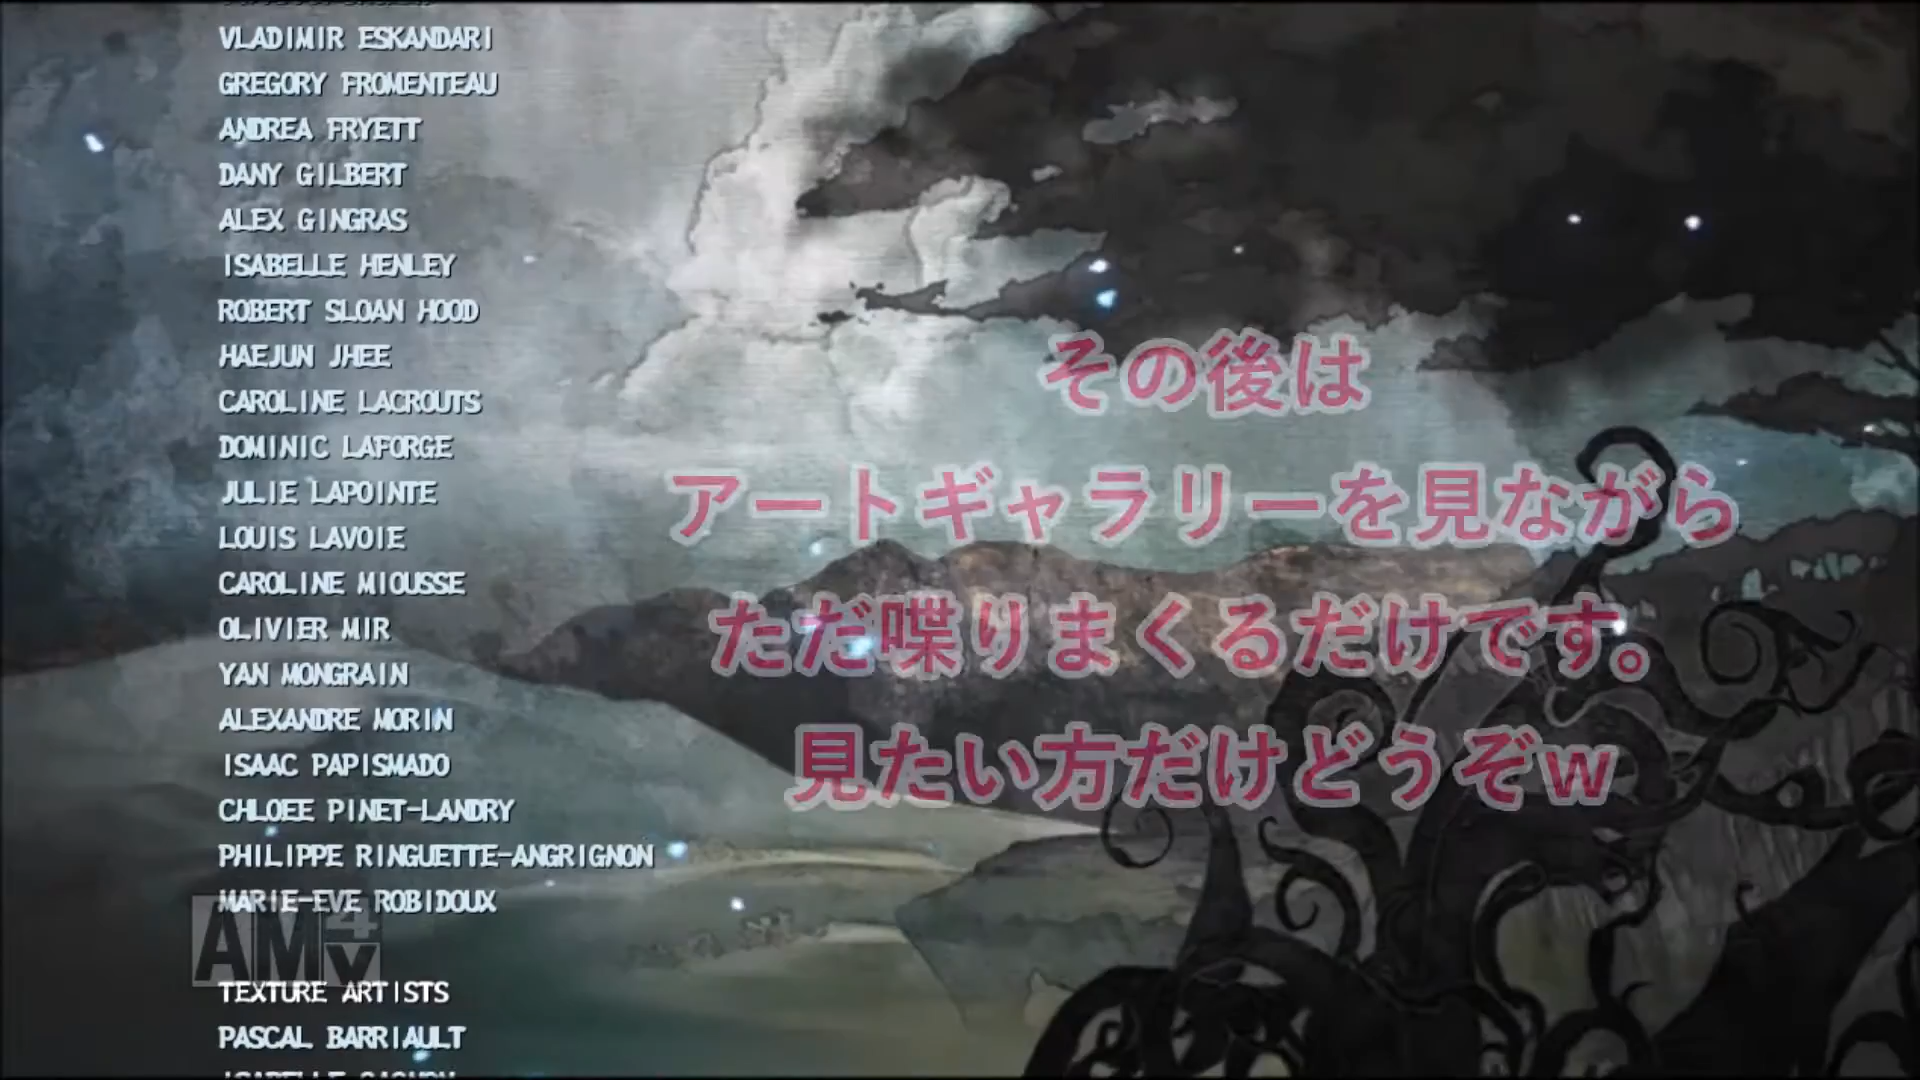 VLADIMIR ESKANDARI
GREGORY FROMENTEAU
ANDREA FRYETT
DANY GILBERT
ALEX GINGRAS
ISABELLE HENLEY
ROBERT SLOAN HOOD
HAEJUN JHEE
CAROLINE LACROUTS
DOMINIC LAFORGE
JULIE LAPOINTE
LOUIS LAVOIE
CAROLINE MIOUSSE
OLIVIER MIR
YAN MONGRAIN
ALEXANDRE MORIN
ISAAC PAPISMADO
CHLOEE PINET-LANDRY
PHILIPPE RINGUETTE-ANGRIGNON
MARIE-EVE ROBIDOUX
AM4V
TEXTURE ARTISTS
PASCAL BARRIAULT
その後は
アートギャラリーを見ながら
ただ喋りまくるだけです。
見たい方だけどうぞw